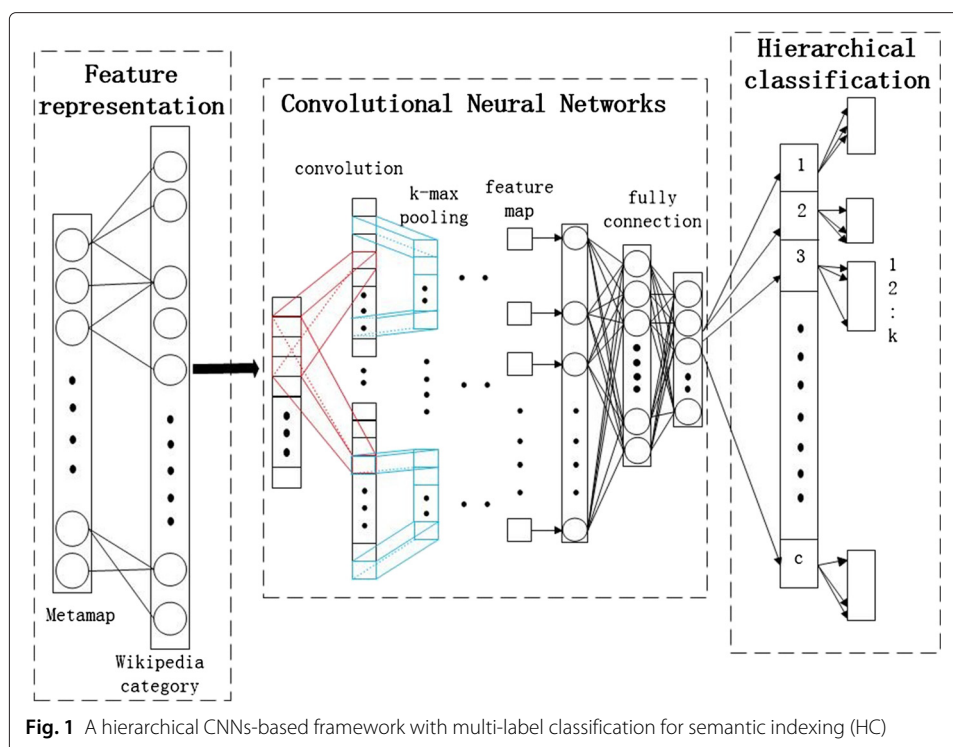 Feature
representation
Convolutional Neural Networks
Hierarchical
classification
convolution
k-max
pooling
feature
map
fully
connection
1
2
3
c
1
2
:
k
Metamap
Wikipedia
category
Fig. 1 A hierarchical CNNs-based framework with multi-label classification for semantic indexing (HC)